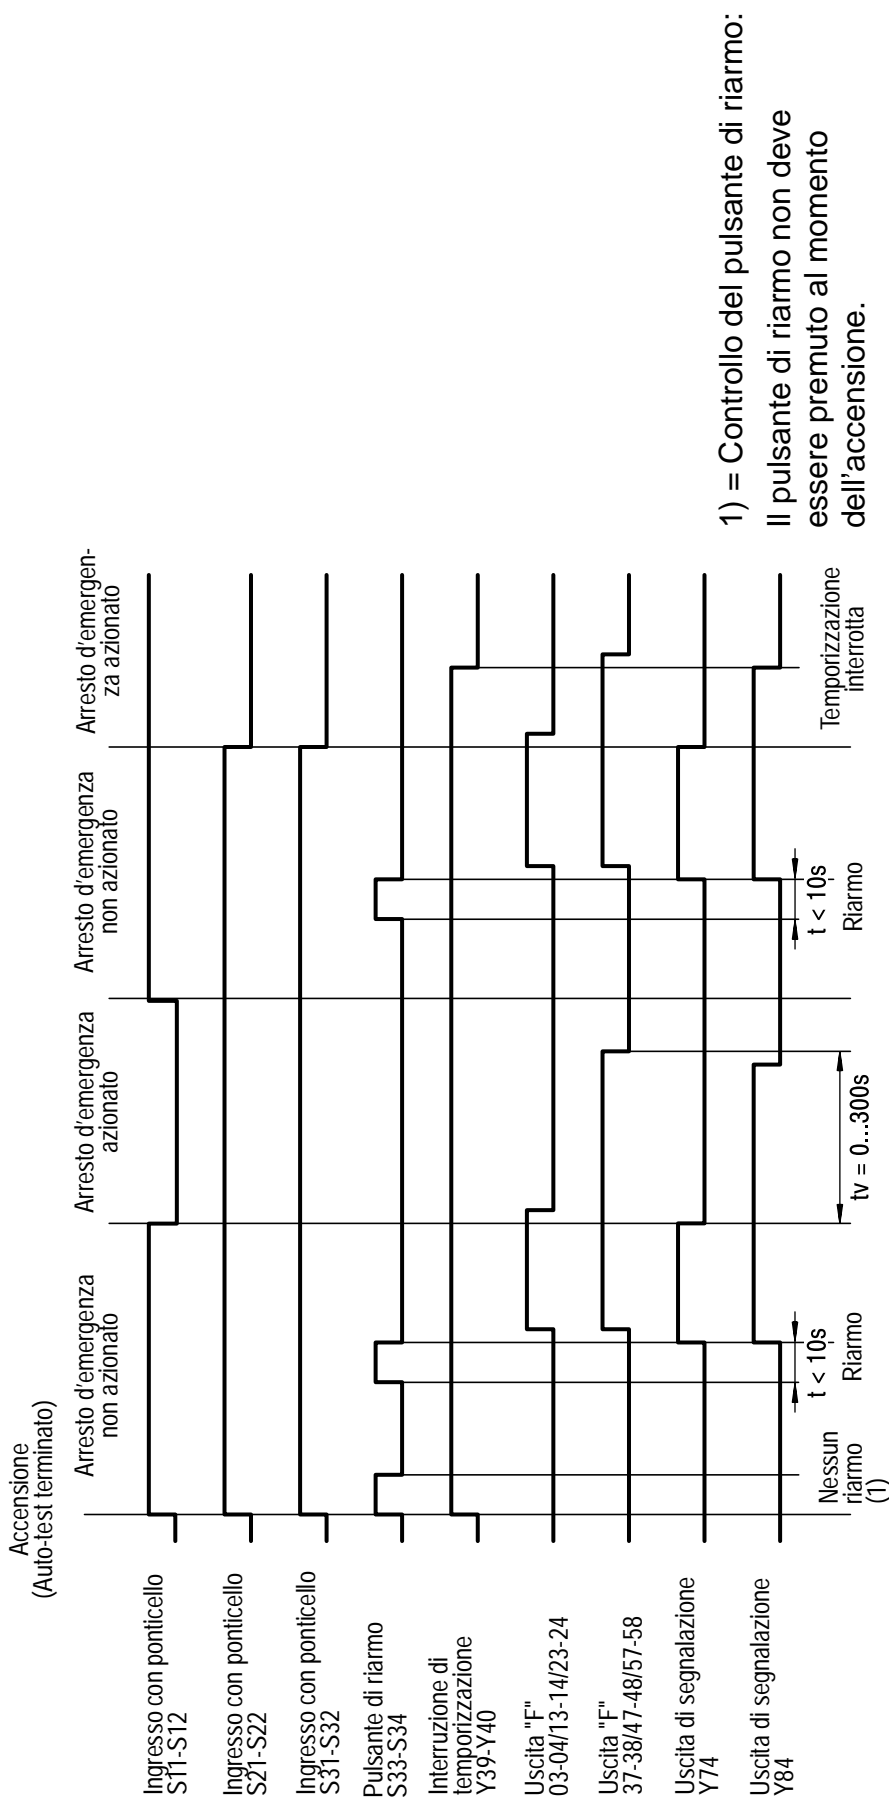 Accensione
(Auto-test terminato)
Arresto d'emergenza
non azionato
Arresto d'emergenza
azionato
Arresto d'emergenza
non azionato
Arresto d'emergen-
za azionato
Ingresso con ponticello
S11-S12
Ingresso con ponticello
S21-S22
Ingresso con ponticello
S31-S32
Pulsante di riarmo
S33-S34
Interruzione di
temporizzazione
Y39-Y40
Uscita "F"
03-04/13-14/23-24
Uscita "F"
37-38/47-48/57-58
Uscita di segnalazione
Y74
Uscita di segnalazione
Y84
Nessun
riarmo
(1)
t < 10s
Riarmo
tv = 0...300s
t < 10s
Riarmo
Temporizzazione
interrotta
1) = Controllo del pulsante di riarmo:
Il pulsante di riarmo non deve
essere premuto al momento
dell'accensione.